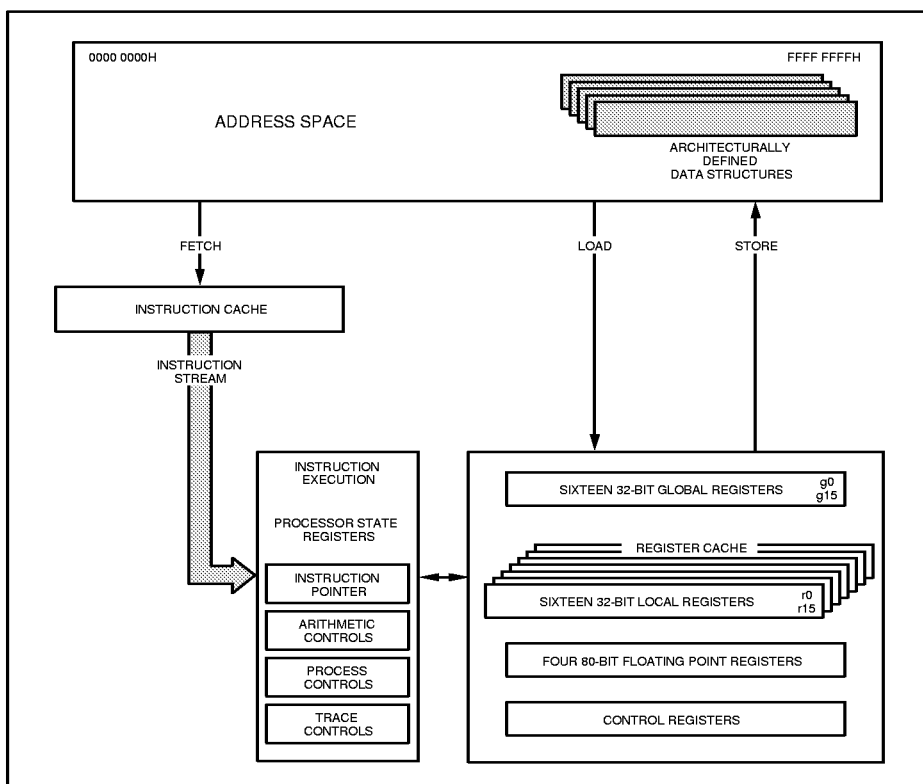 0000 0000H
FFFF FFFFH
ADDRESS SPACE
ARCHITECTURALLY
DEFINED
DATA STRUCTURES
FETCH
LOAD
STORE
INSTRUCTION CACHE
INSTRUCTION
STREAM
INSTRUCTION
EXECUTION
PROCESSOR STATE
REGISTERS
INSTRUCTION
POINTER
ARITHMETIC
CONTROLS
PROCESS
CONTROLS
TRACE
CONTROLS
SIXTEEN 32-BIT GLOBAL REGISTERS
g0
g15
REGISTER CACHE
SIXTEEN 32-BIT LOCAL REGISTERS
r0
r15
FOUR 80-BIT FLOATING POINT REGISTERS
CONTROL REGISTERS